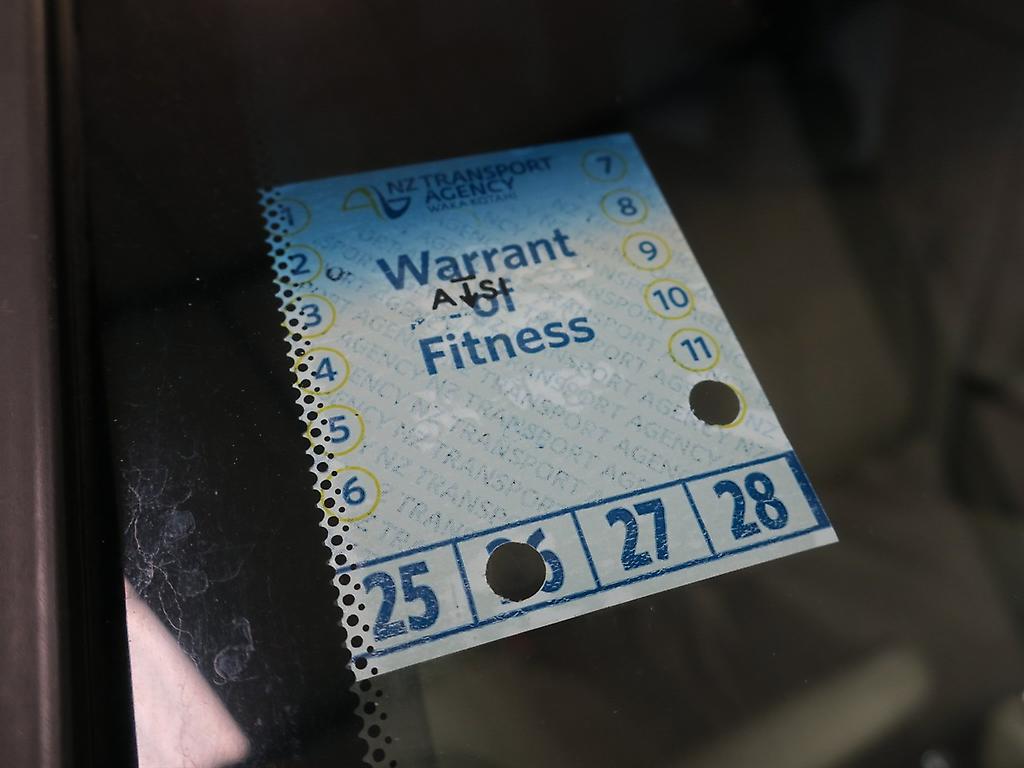 NZ TRANSPORT
AGENCY
WAKA KOTAHI
Warrant
of
Fitness
1
2
3
4
5
6
7
8
9
10
11
25
27
28